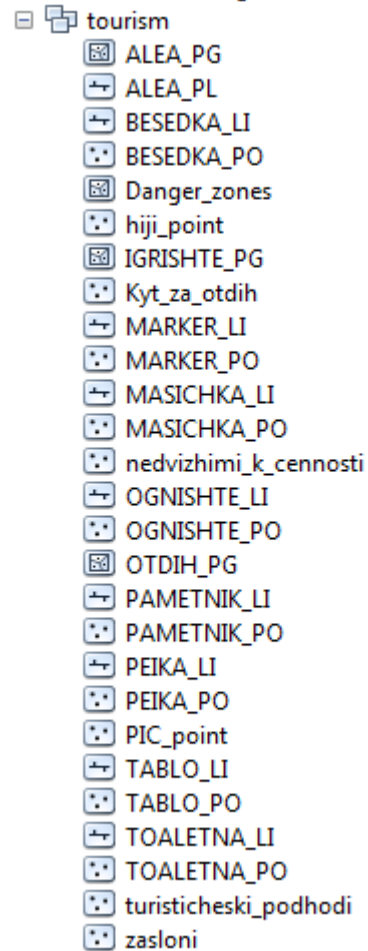 tourism
ALEA_PG
ALEA_PL
BESEDKA_LI
BESEDKA_PO
Danger_zones
hiji_point
IGRISHTE_PG
Kyt_za_otdih
MARKER_LI
MARKER_PO
MASICHKA_LI
MASICHKA_PO
nedvizhimi_k_cennosti
OGNISHTE_LI
OGNISHTE_PO
OTDIH_PG
PAMETNIK_LI
PAMETNIK_PO
PEIKA_LI
PEIKA_PO
PIC_point
TABLO_LI
TABLO_PO
TOALETNA_LI
TOALETNA_PO
turisticheski_podhodi
zasloni